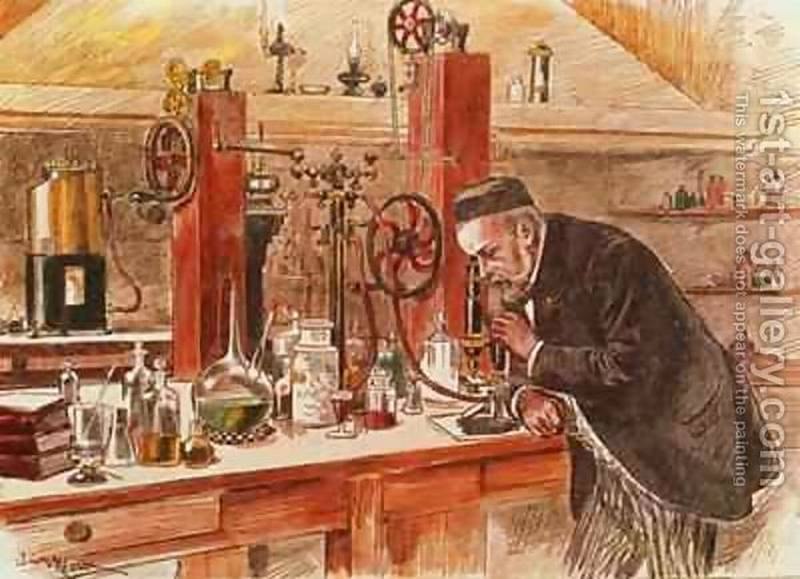 1st-art-gallery.com
This watermark does not appear on the painting